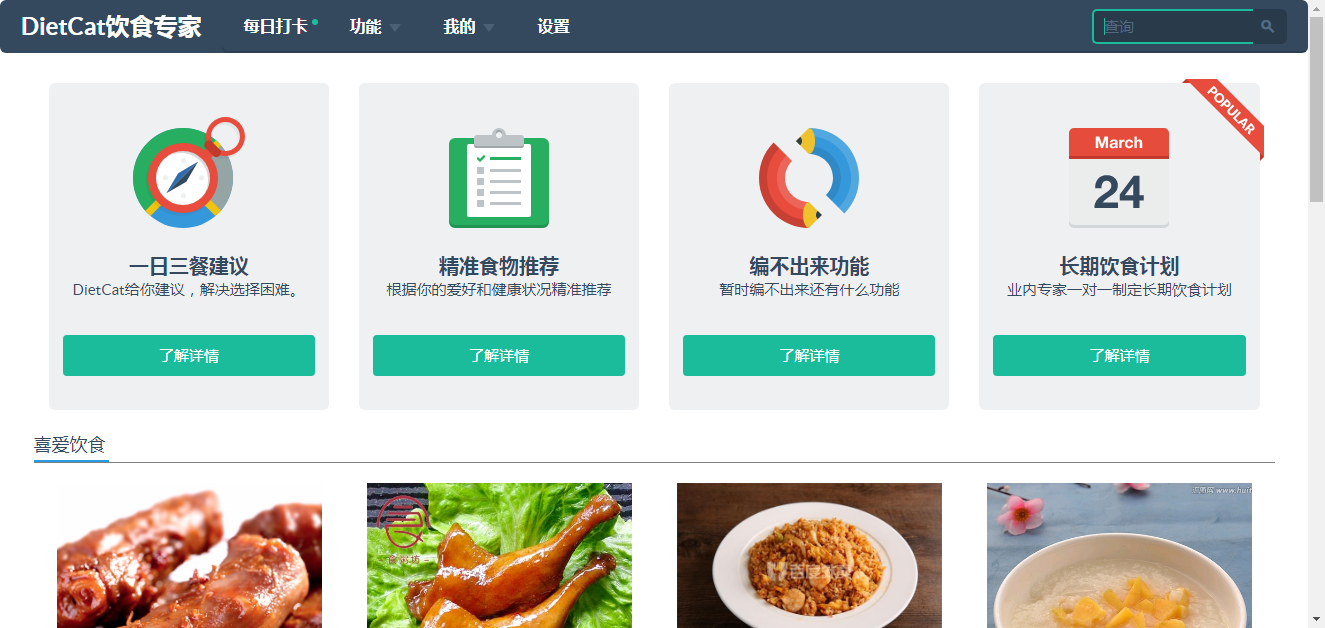 DietCat饮食专家 每日打卡 功能 我的 设置 查询
POPULAR
March
24
一日三餐建议
DietCat给你建议，解决选择困难。
了解详情
精准食物推荐
根据你的爱好和健康状况精准推荐
了解详情
编不出来功能
暂时编不出来还有什么功能
了解详情
长期饮食计划
业内专家一对一制定长期饮食计划
了解详情
喜爱饮食